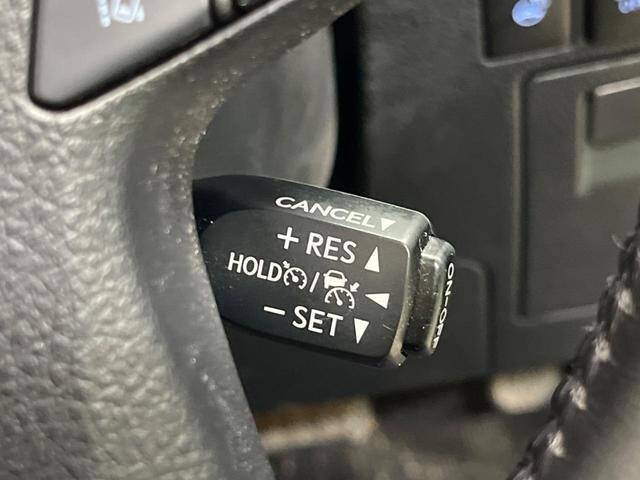 CANCEL▼
+RES▲
HOLD / ◀
−SET▼
ON-OFF